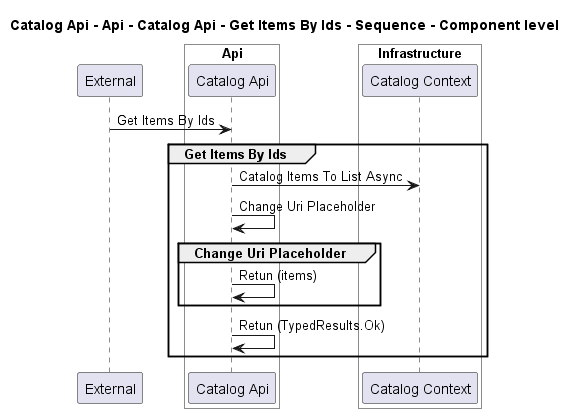 Catalog Api - Api - Catalog Api - Get Items By Ids - Sequence - Component level
Api
Infrastructure
External
Catalog Api
Catalog Context
Get Items By Ids
Get Items By Ids
Catalog Items To List Async
Change Uri Placeholder
Change Uri Placeholder
Retun (items)
Retun (TypedResults.Ok)
External
Catalog Api
Catalog Context